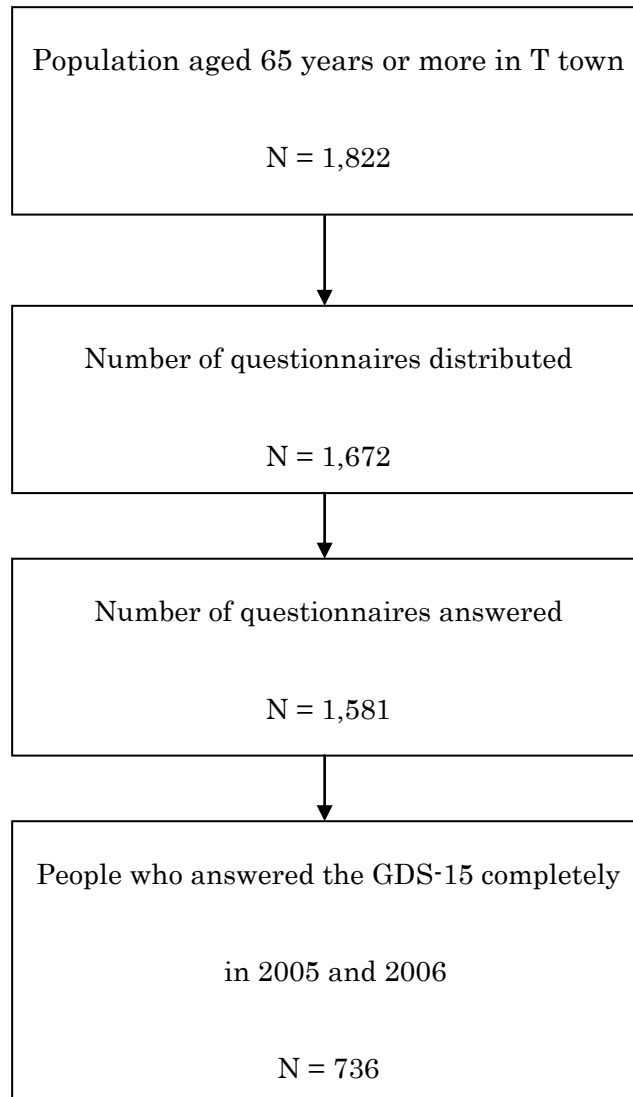 Population aged 65 years or more in T town
N = 1,822
Number of questionnaires distributed
N = 1,672
Number of questionnaires answered
N = 1,581
People who answered the GDS-15 completely
in 2005 and 2006
N = 736